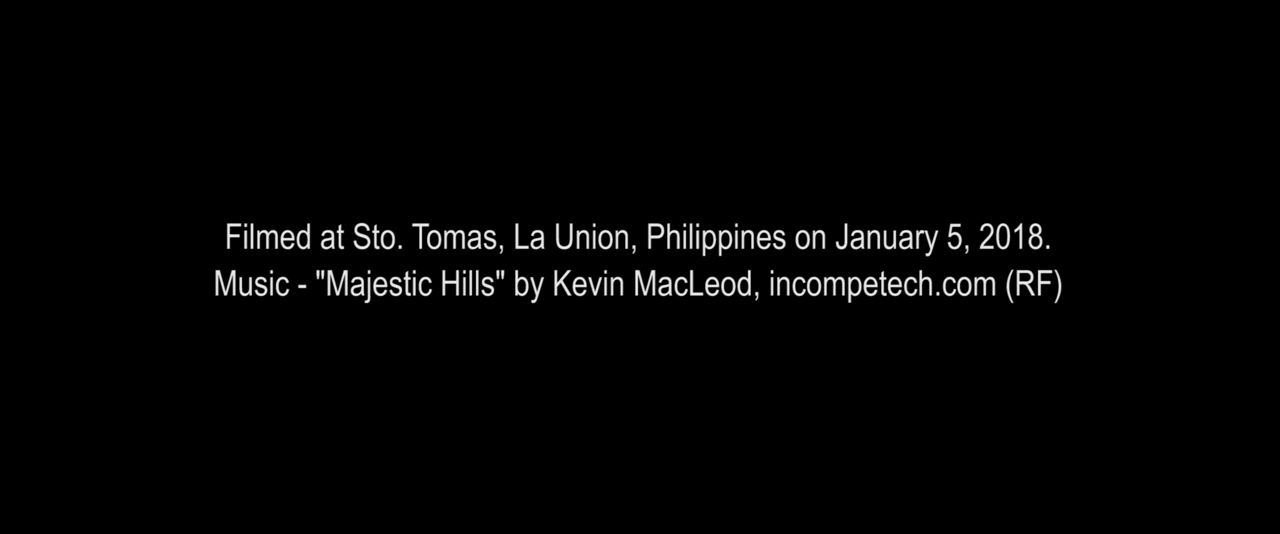 Filmed at Sto. Tomas, La Union, Philippines on January 5, 2018.
Music - "Majestic Hills" by Kevin MacLeod, incompetech.com (RF)